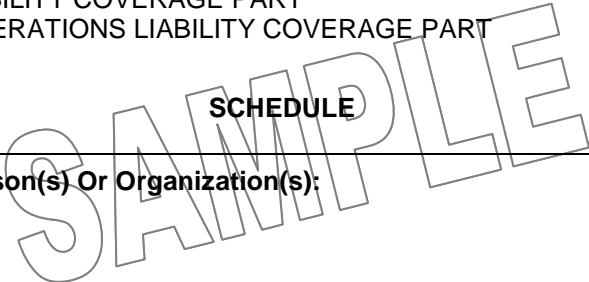 BILITY COVERAGE PART
ERATIONS LIABILITY COVERAGE PART
SCHEDULE
son(s) Or Organization(s):
SAMPLE